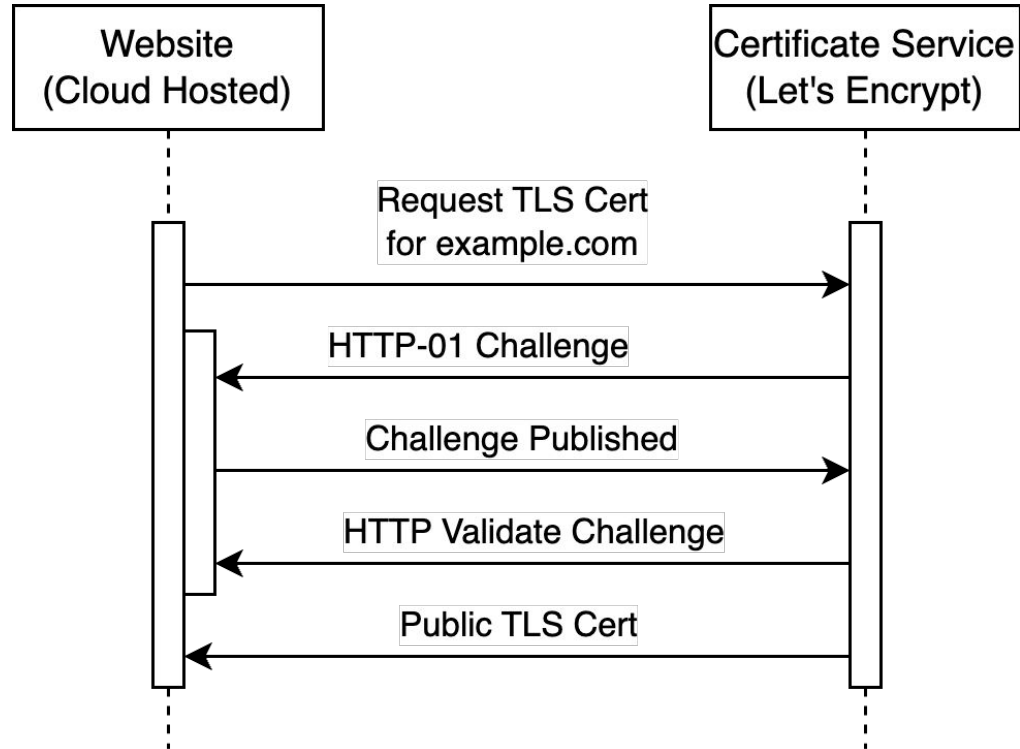 Website
(Cloud Hosted)
Certificate Service
(Let's Encrypt)
Request TLS Cert
for example.com
HTTP-01 Challenge
Challenge Published
HTTP Validate Challenge
Public TLS Cert